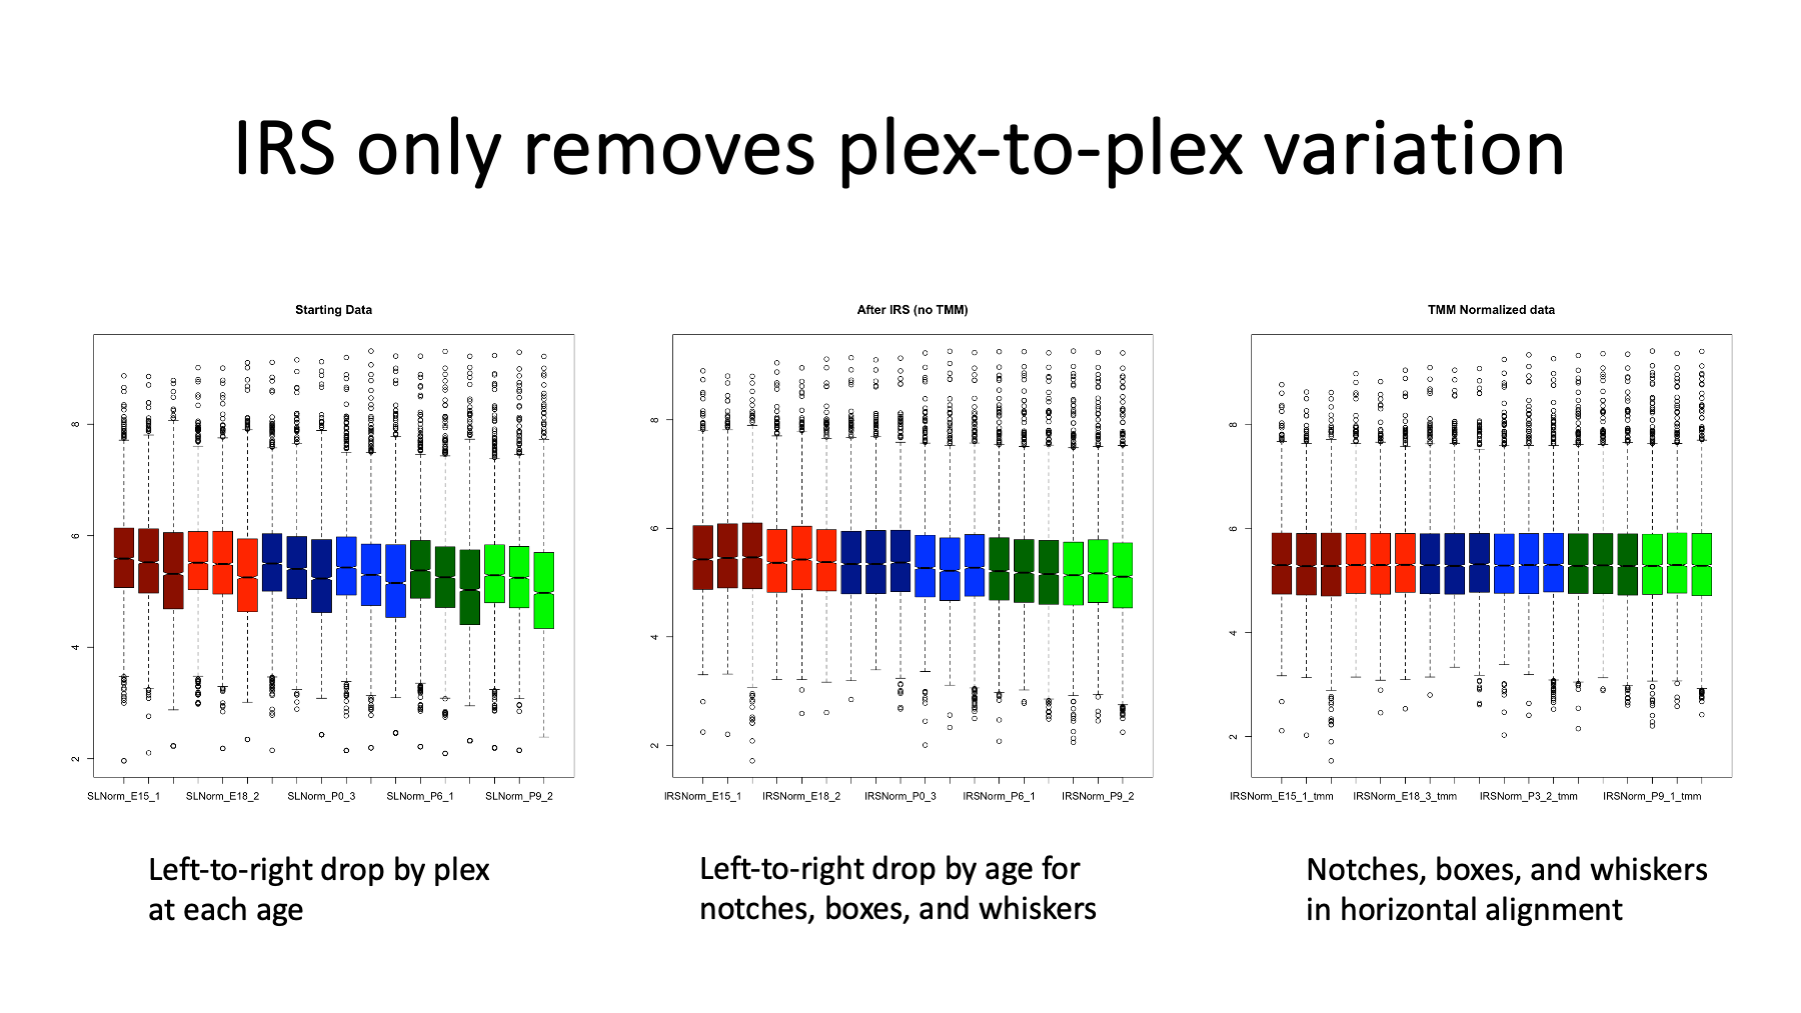 IRS only removes plex-to-plex variation
Starting Data
8
6
4
2
SLNorm_E15_1 SLNorm_E18_2 SLNorm_P0_3 SLNorm_P6_1 SLNorm_P9_2
After IRS (no TMM)
8
6
4
2
IRSNorm_E15_1 IRSNorm_E18_2 IRSNorm_P0_3 IRSNorm_P6_1 IRSNorm_P9_2
TMM Normalized data
8
6
4
2
IRSNorm_E15_1_tmm IRSNorm_E18_3_tmm IRSNorm_P3_2_tmm IRSNorm_P9_1_tmm
Left-to-right drop by plex
at each age
Left-to-right drop by age for
notches, boxes, and whiskers
Notches, boxes, and whiskers
in horizontal alignment